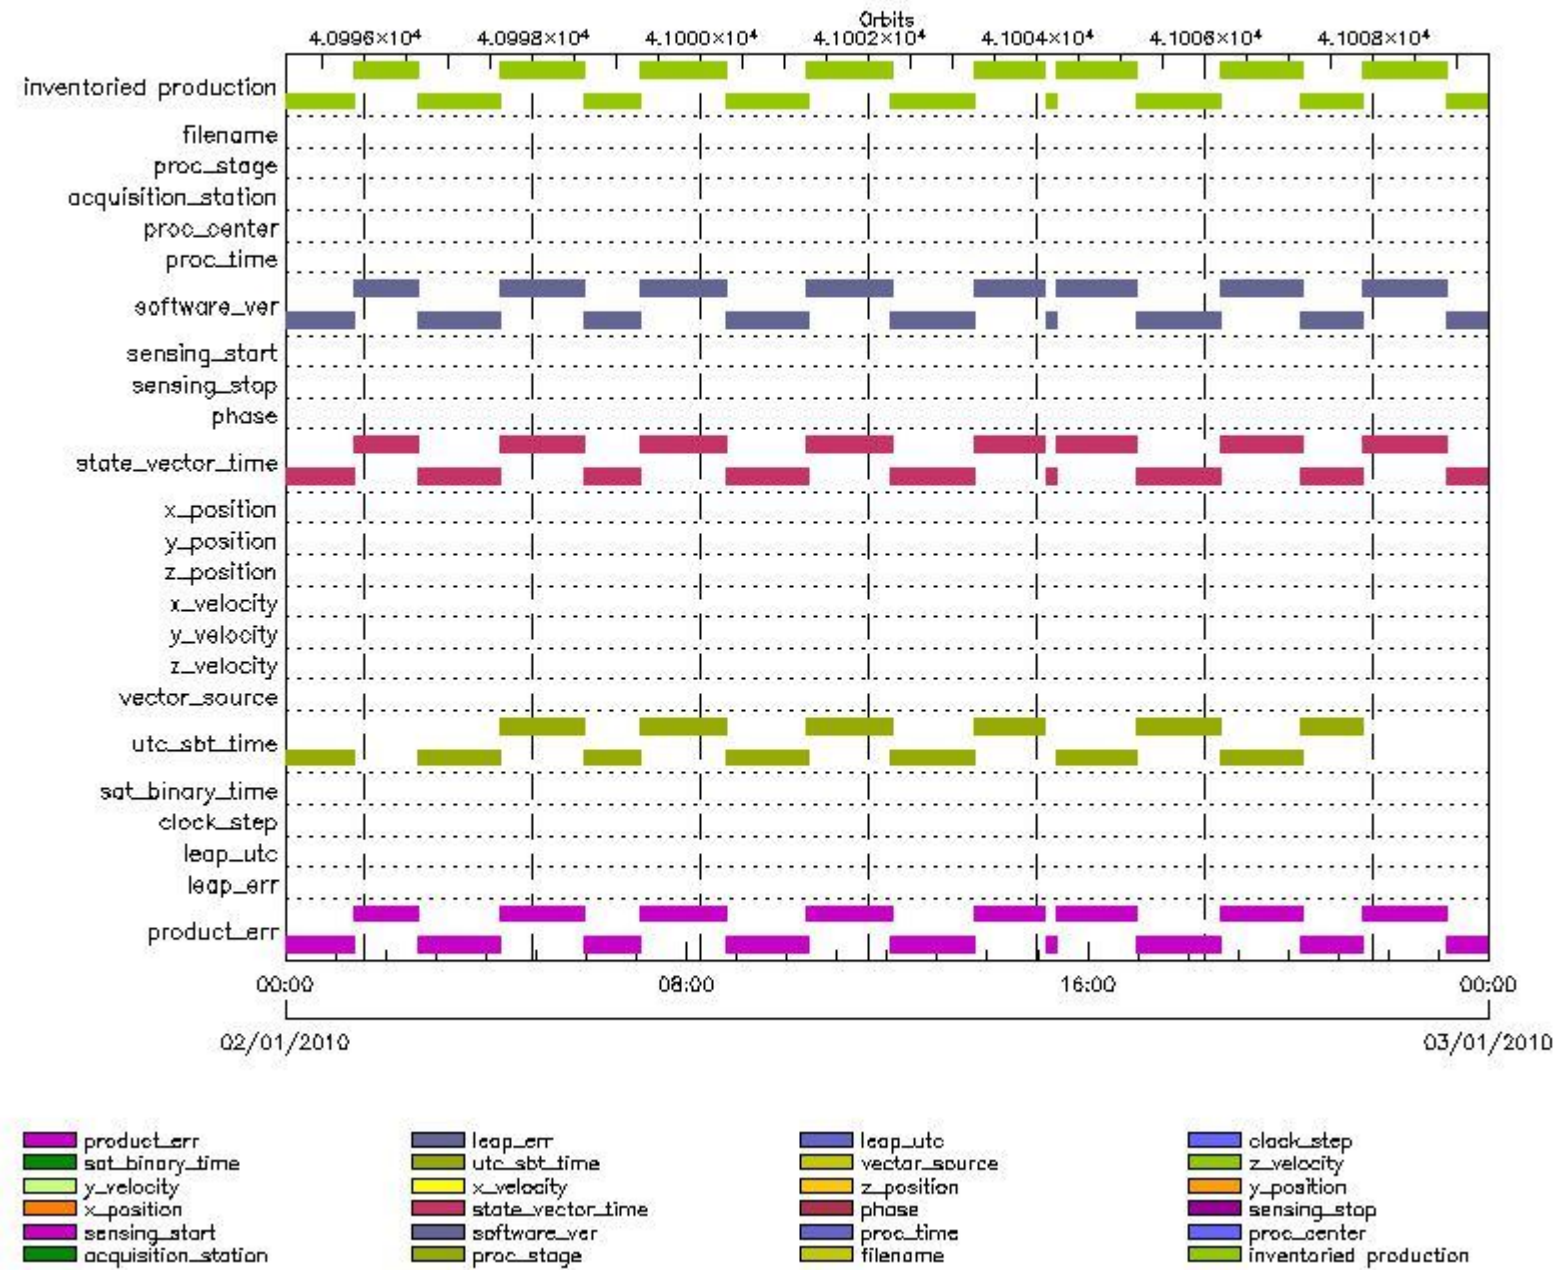 Orbits
4.0996×10⁴ 4.0998×10⁴ 4.1000×10⁴ 4.1002×10⁴ 4.1004×10⁴ 4.1006×10⁴ 4.1008×10⁴
inventoried production
filename
proc_stage
acquisition_station
proc_center
proc_time
software_ver
sensing_start
sensing_stop
phase
state_vector_time
x_position
y_position
z_position
x_velocity
y_velocity
z_velocity
vector_source
utc_sbt_time
sat_binary_time
clock_step
leap_utc
leap_err
product_err
00:00 08:00 16:00 00:00
02/01/2010 03/01/2010
product_err leap_err leap_utc clock_step
sat_binary_time utc_sbt_time vector_source z_velocity
y_velocity x_velocity z_position y_position
x_position state_vector_time phase sensing_stop
sensing_start software_ver proc_time proc_center
acquisition_station proc_stage filename inventoried production